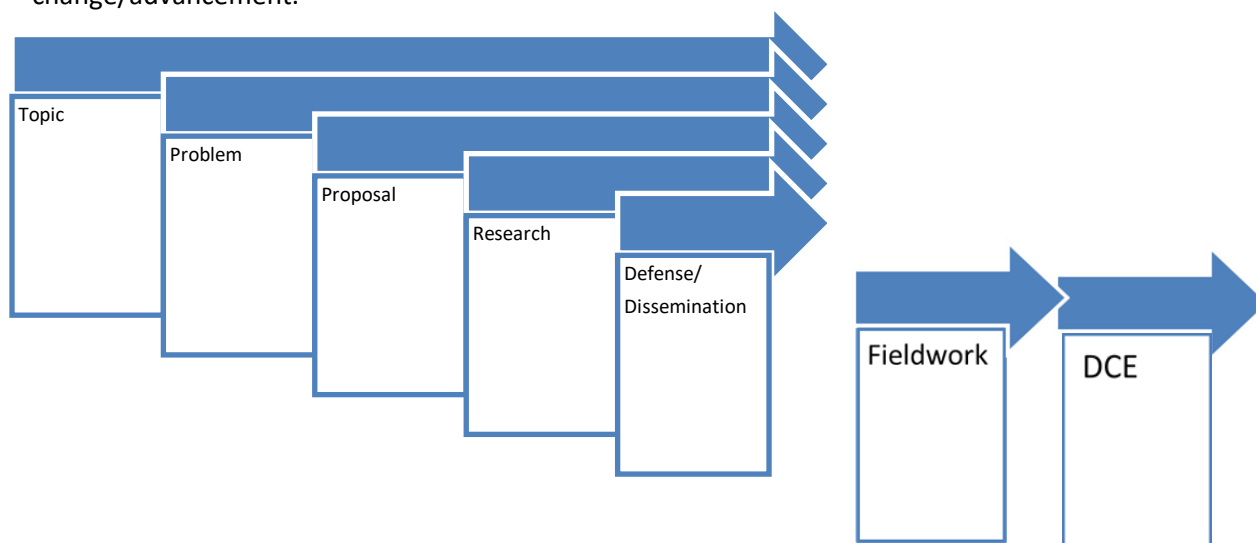 change/advancement.
Topic
Problem
Proposal
Research
Defense/
Dissemination
Fieldwork
DCE